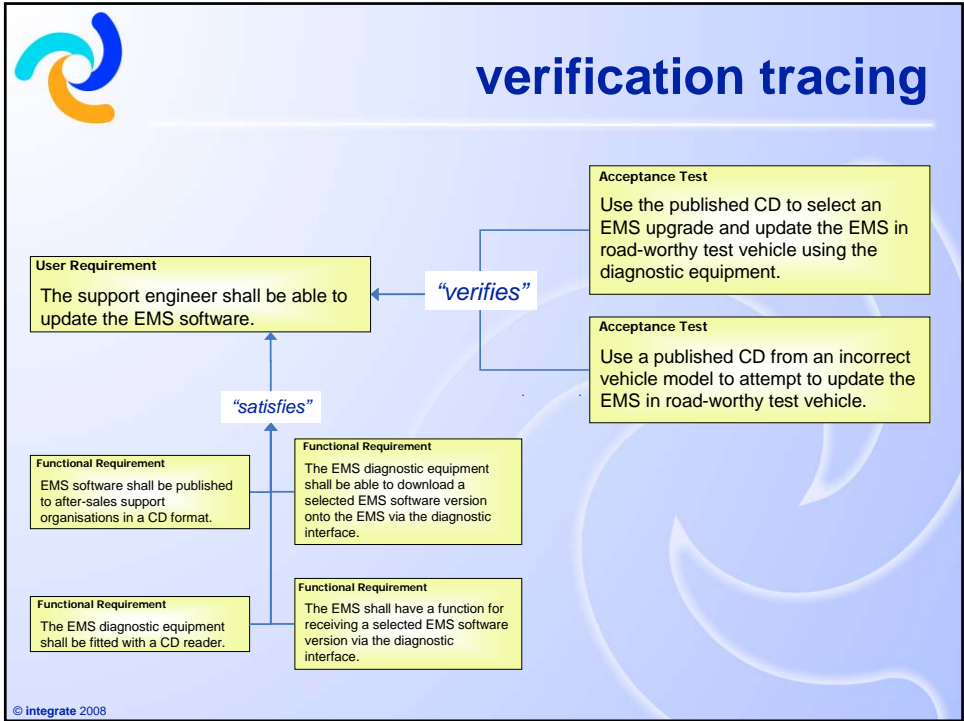 verification tracing
Acceptance Test
Use the published CD to select an
EMS upgrade and update the EMS in
road-worthy test vehicle using the
diagnostic equipment.
User Requirement
The support engineer shall be able to
update the EMS software.
“verifies”
Acceptance Test
Use a published CD from an incorrect
vehicle model to attempt to update the
EMS in road-worthy test vehicle.
“satisfies”
Functional Requirement
EMS software shall be published
to after-sales support
organisations in a CD format.
Functional Requirement
The EMS diagnostic equipment
shall be able to download a
selected EMS software version
onto the EMS via the diagnostic
interface.
Functional Requirement
The EMS diagnostic equipment
shall be fitted with a CD reader.
Functional Requirement
The EMS shall have a function for
receiving a selected EMS software
version via the diagnostic
interface.
© integrate 2008